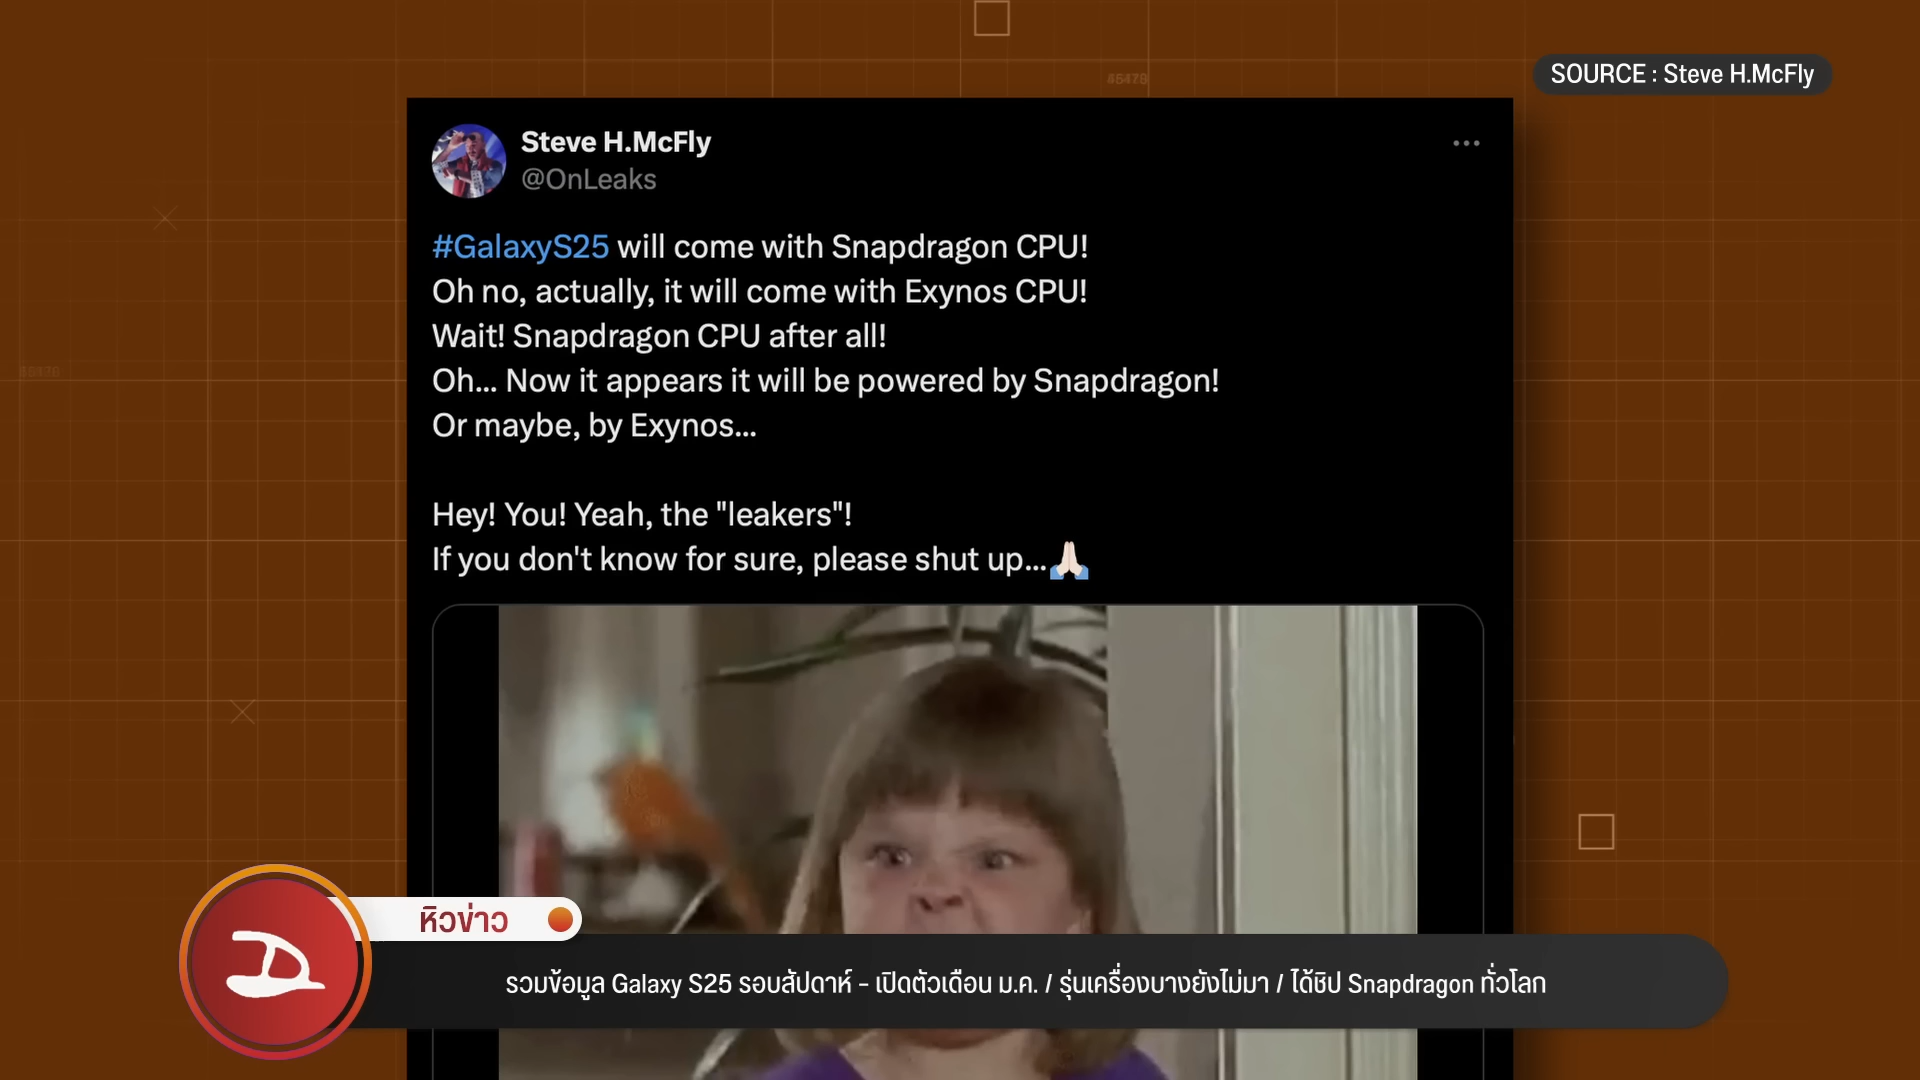 45479
SOURCE : Steve H.McFly
Steve H.McFly
@OnLeaks
#GalaxyS25 will come with Snapdragon CPU!
Oh no, actually, it will come with Exynos CPU!
Wait! Snapdragon CPU after all!
Oh... Now it appears it will be powered by Snapdragon!
Or maybe, by Exynos...
Hey! You! Yeah, the "leakers"!
If you don't know for sure, please shut up...🙏🏻
หิวข่าว
รวมข้อมูล Galaxy S25 รอบสัปดาห์ - เปิดตัวเดือน ม.ค. / รุ่นเครื่องบางยังไม่มา / ได้ชิป Snapdragon ทั่วโลก